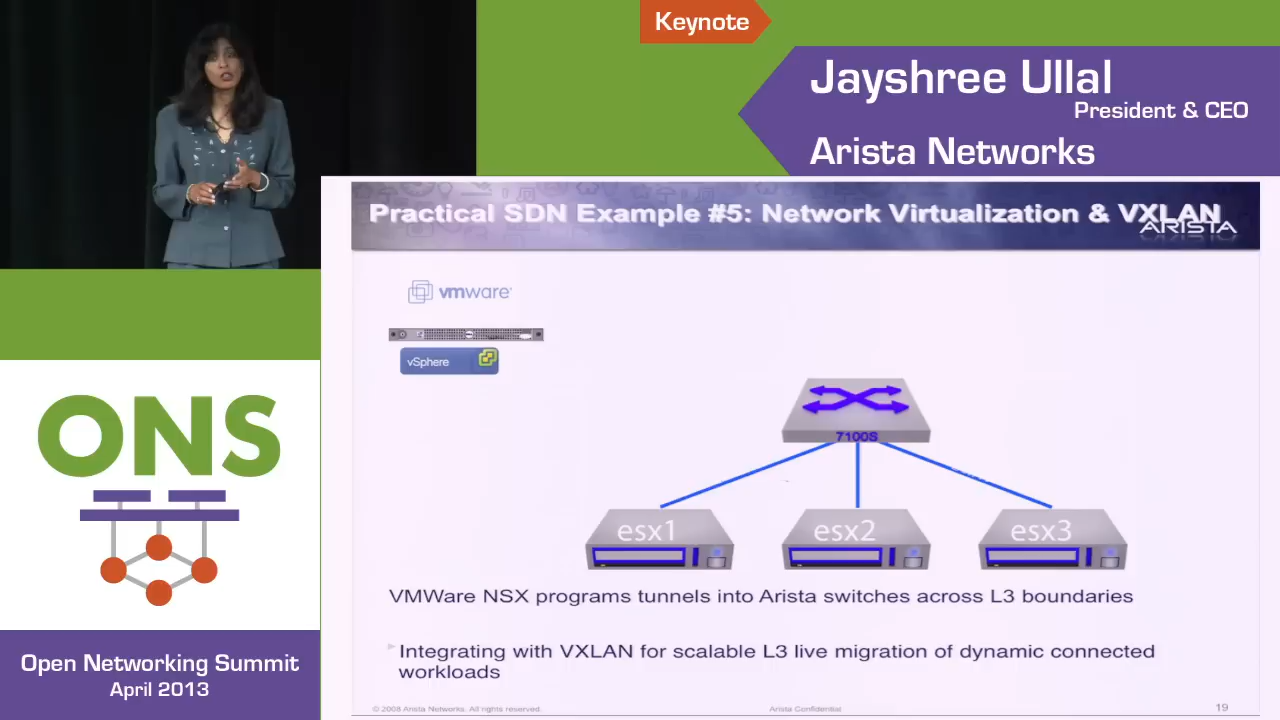 Keynote
Jayshree Ullal
President & CEO
Arista Networks
Practical SDN Example #5: Network Virtualization & VXLAN
ARISTA
vmware
vSphere
7100S
esx1
esx2
esx3
VMWare NSX programs tunnels into Arista switches across L3 boundaries
Integrating with VXLAN for scalable L3 live migration of dynamic connected
workloads
© 2008 Arista Networks. All rights reserved.
Arista Confidential
19
ONS
Open Networking Summit
April 2013